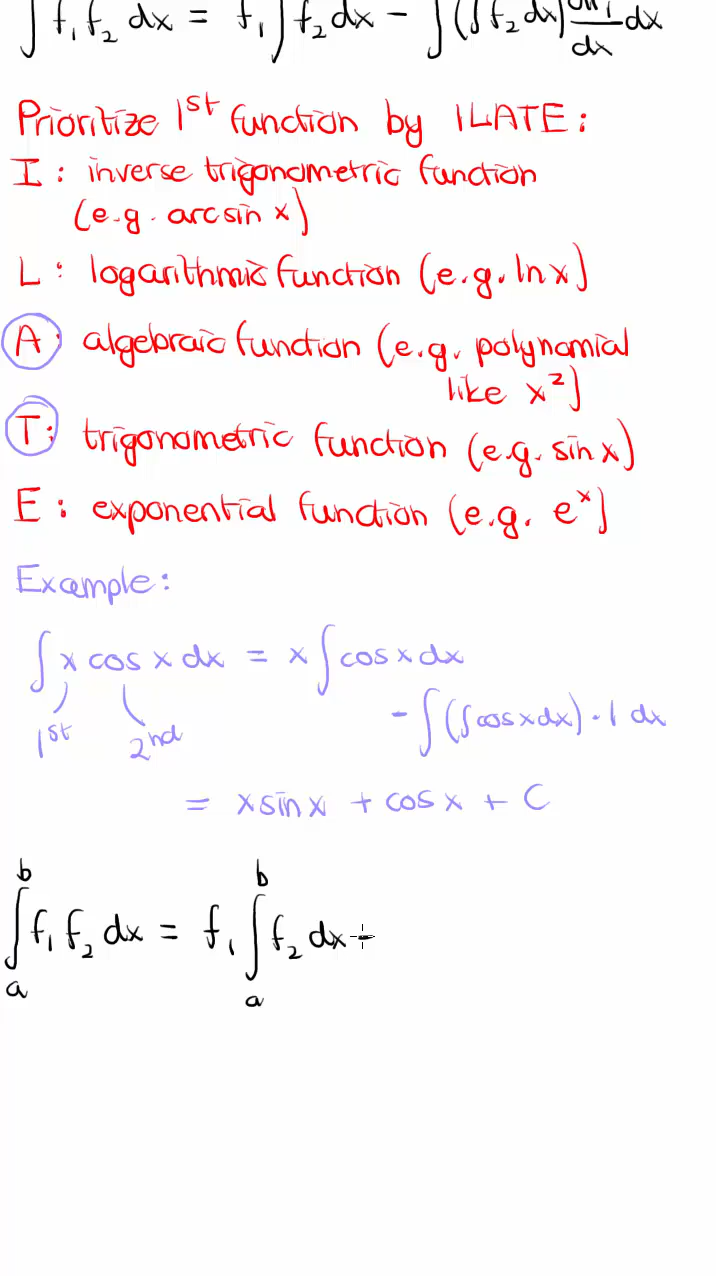 ∫ f₁ f₂ dx = f₁ ∫ f₂ dx − ∫ (∫ f₂ dx) df₁/dx dx
Prioritize 1st function by ILATE:
I: inverse trigonometric function
(e.g. arcsin x)
L: logarithmic function (e.g. ln x)
A: algebraic function (e.g. polynomial
like x²)
T: trigonometric function (e.g. sin x)
E: exponential function (e.g. eˣ)
Example:
∫ x cos x dx = x ∫ cos x dx
1st 2nd − ∫ (∫ cos x dx) · 1 dx
= x sin x + cos x + C
∫ₐᵇ f₁ f₂ dx = f₁ ∫ₐᵇ f₂ dx −